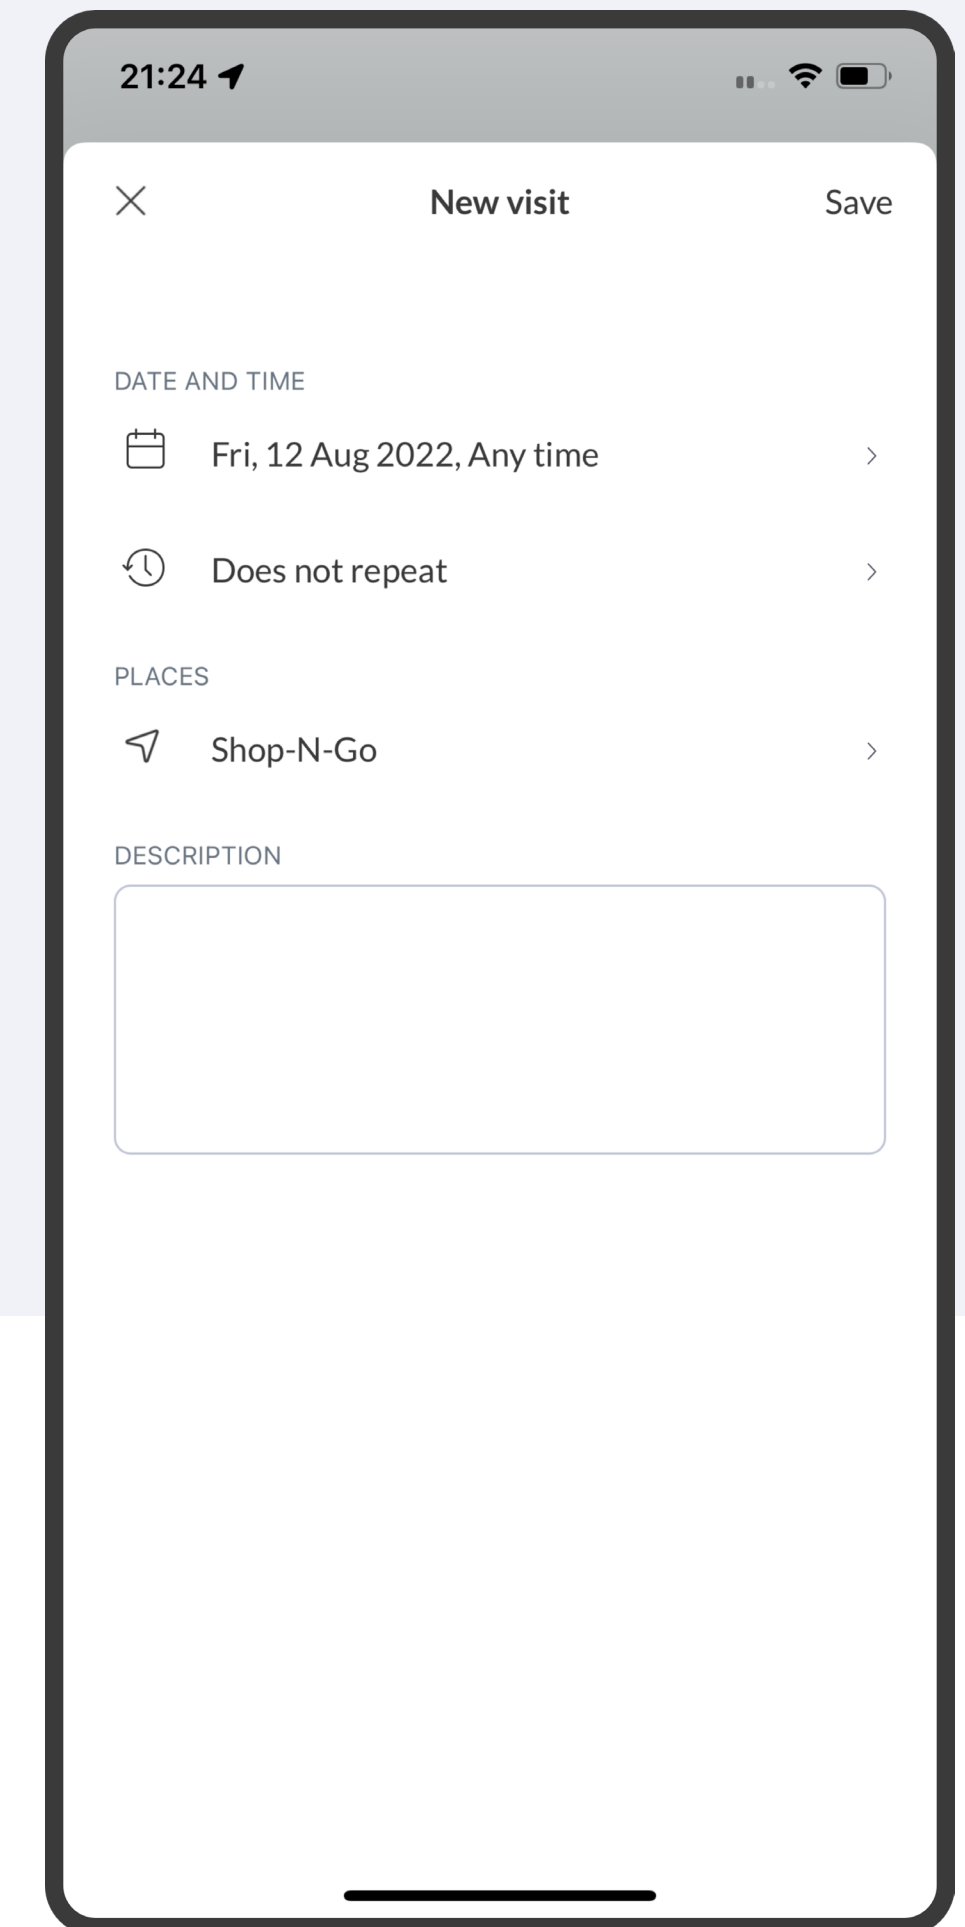 21:24
New visit
Save
DATE AND TIME
Fri, 12 Aug 2022, Any time
Does not repeat
PLACES
Shop-N-Go
DESCRIPTION